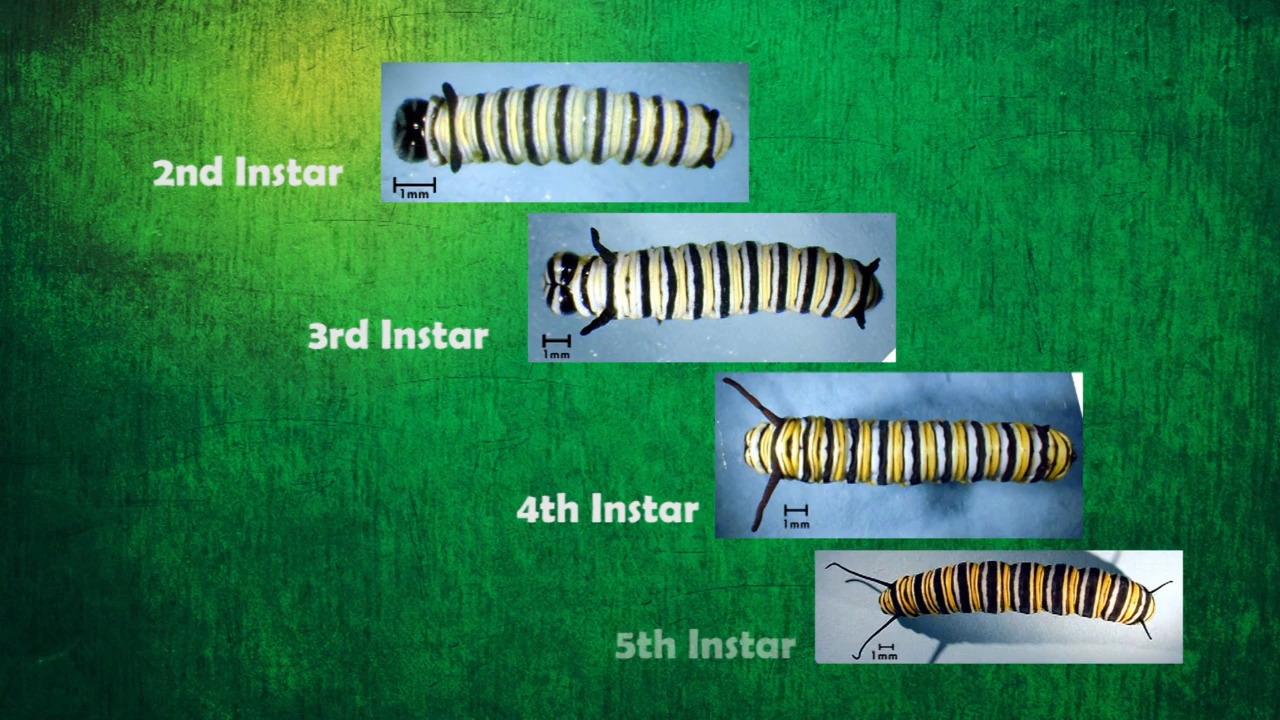 2nd Instar
1mm
3rd Instar
1mm
4th Instar
1mm
5th Instar
1mm